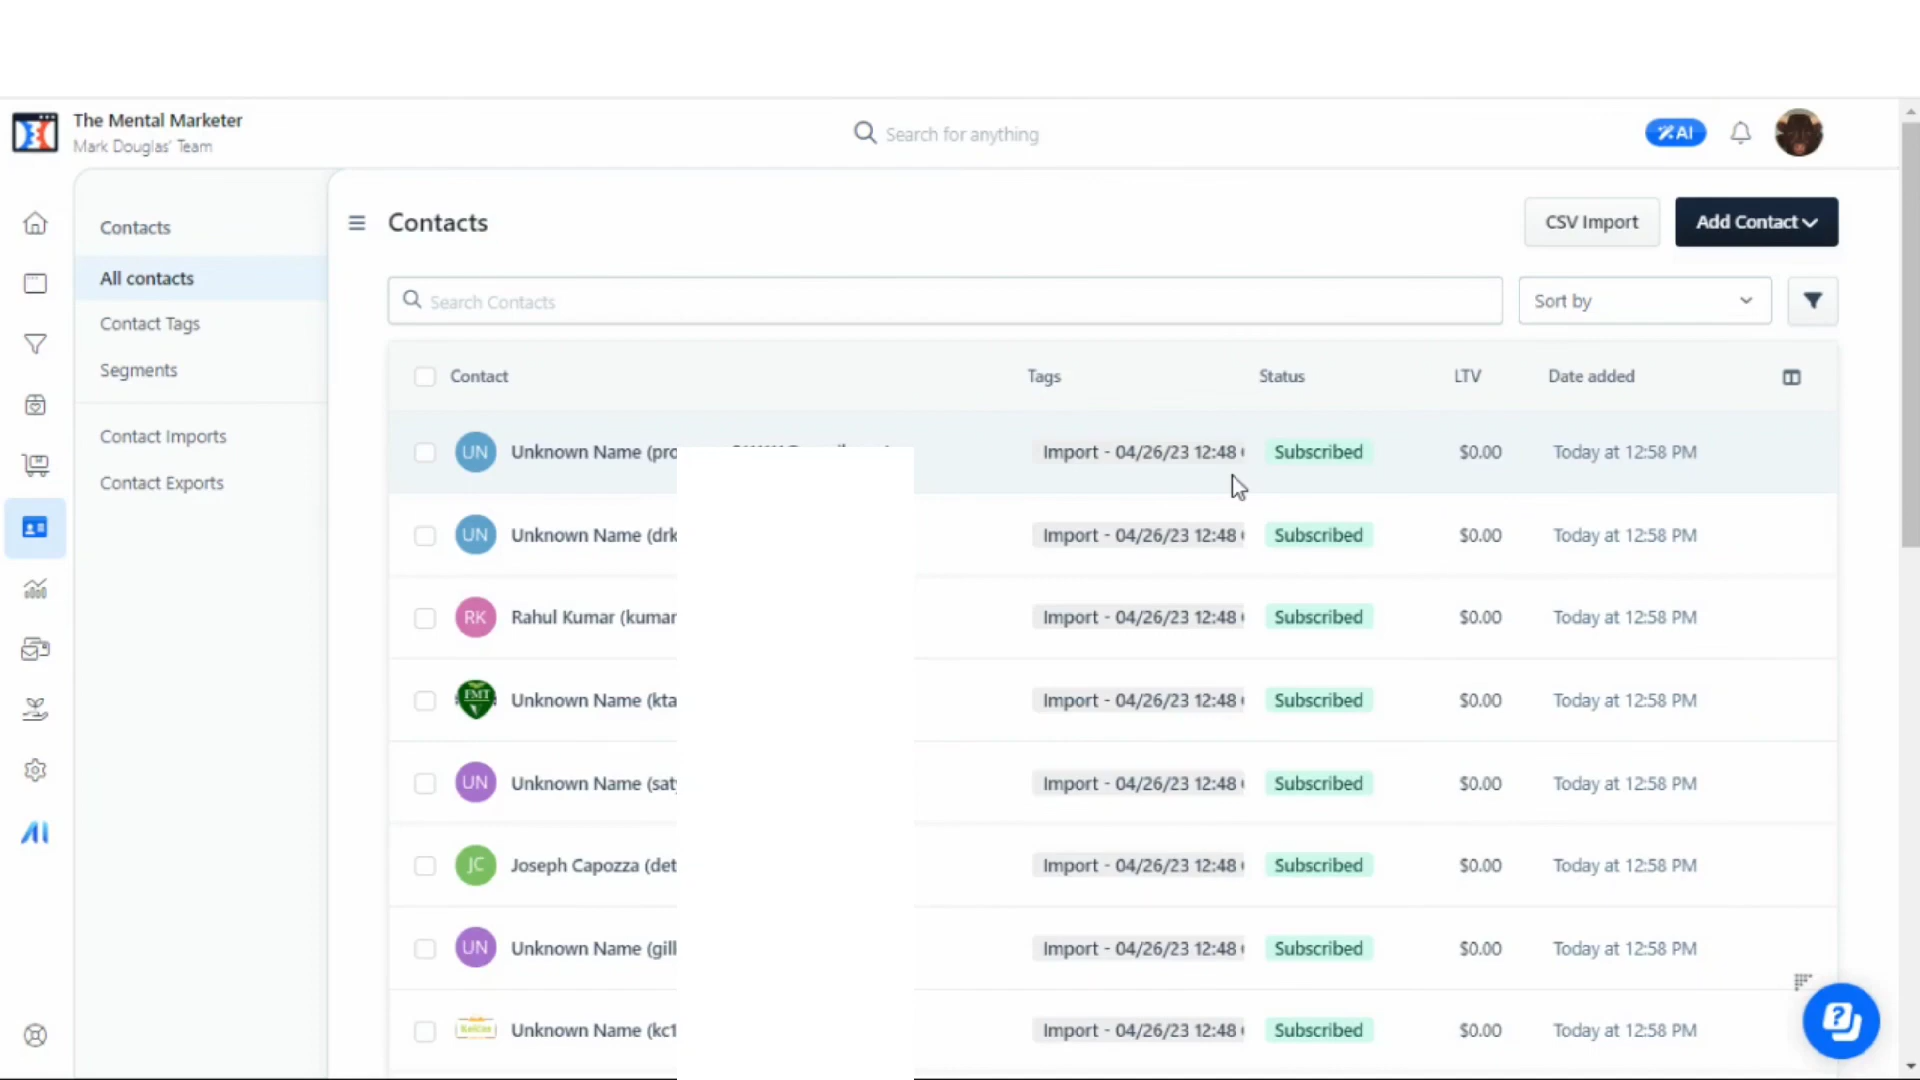 The Mental Marketer
Mark Douglas' Team
Search for anything
AI
Contacts
All contacts
Contact Tags
Segments
Contact Imports
Contact Exports
AI
Contacts
CSV Import
Add Contact
Search Contacts
Sort by
Contact Tags Status LTV Date added
UN Unknown Name (pro Import - 04/26/23 12:48 Subscribed $0.00 Today at 12:58 PM
UN Unknown Name (drk Import - 04/26/23 12:48 Subscribed $0.00 Today at 12:58 PM
RK Rahul Kumar (kumar Import - 04/26/23 12:48 Subscribed $0.00 Today at 12:58 PM
FMT Unknown Name (kta Import - 04/26/23 12:48 Subscribed $0.00 Today at 12:58 PM
UN Unknown Name (sat Import - 04/26/23 12:48 Subscribed $0.00 Today at 12:58 PM
JC Joseph Capozza (det Import - 04/26/23 12:48 Subscribed $0.00 Today at 12:58 PM
UN Unknown Name (gill Import - 04/26/23 12:48 Subscribed $0.00 Today at 12:58 PM
Unknown Name (kc1 Import - 04/26/23 12:48 Subscribed $0.00 Today at 12:58 PM